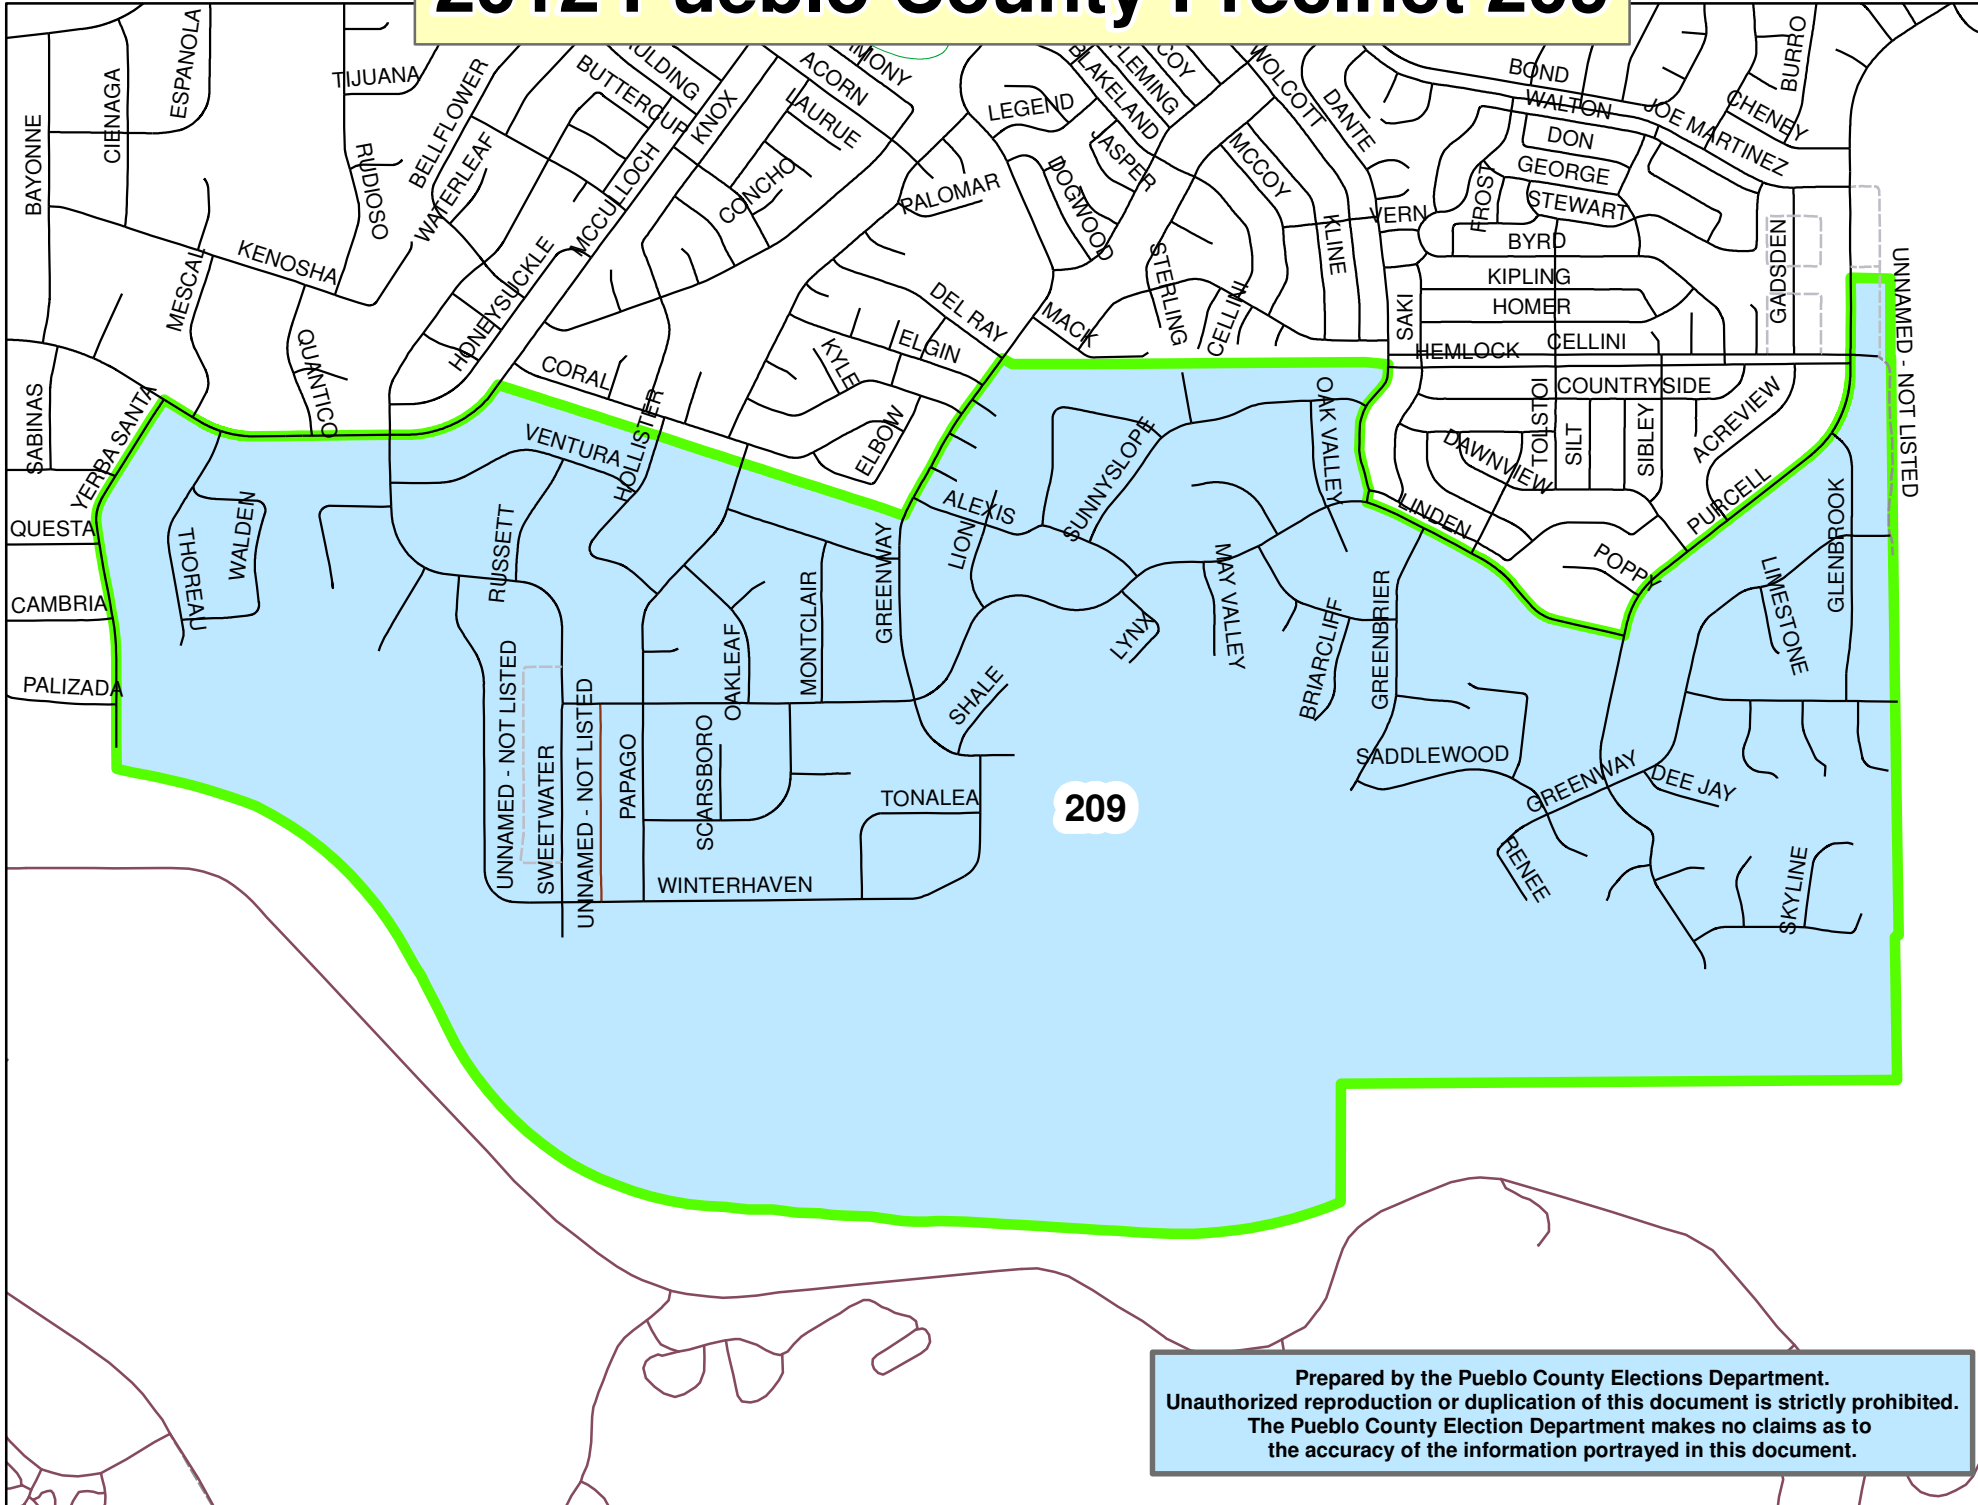 2012 Pueblo County Precinct 209
ESPANOLA
TIJUANA
BURRO
ACORN
WOLCOTT
BOND
BUTTERCUP
FLEMING
BLAKELAND
CIENAGA
BELLFLOWER
KNOX
LAURUE
LEGEND
DANTE
WALTON
JOE MARTINEZ
CHENEY
BAYONNE
DON
RUDIOSO
WATERLEAF
MCCULLOCH
CONCHO
PALOMAR
DOGWOOD
JASPER
MCCOY
GEORGE
FROST
STEWART
VERN
KLINE
BYRD
GADSDEN
KENOSHA
MESCAL
HONEYSUCKLE
STERLING
CELLINI
KIPLING
HOMER
SAKI
DEL RAY
MACK
UNNAMED - NOT LISTED
QUANTICO
CORAL
KYLE
ELGIN
HEMLOCK
CELLINI
COUNTRYSIDE
SABINAS
YERBA SANTA
VENTURA
HOLLISTER
ELBOW
SUNNYSLOPE
OAK VALLEY
DAWNVIEW
TOLSTOI
SILT
SIBLEY
ACREVIEW
QUESTA
WALDEN
THOREAU
RUSSETT
GREENWAY
ALEXIS
LION
LINDEN
PURCELL
GLENBROOK
POPPY
LIMESTONE
CAMBRIA
MAY VALLEY
MONTCLAIR
OAKLEAF
LYNX
BRIARCLIFF
GREENBRIER
PALIZADA
UNNAMED - NOT LISTED
SWEETWATER
UNNAMED - NOT LISTED
PAPAGO
SCARSBORO
SHALE
SADDLEWOOD
GREENWAY
DEE JAY
TONALEA
209
WINTERHAVEN
RENEE
SKYLINE
Prepared by the Pueblo County Elections Department.
Unauthorized reproduction or duplication of this document is strictly prohibited.
The Pueblo County Election Department makes no claims as to
the accuracy of the information portrayed in this document.